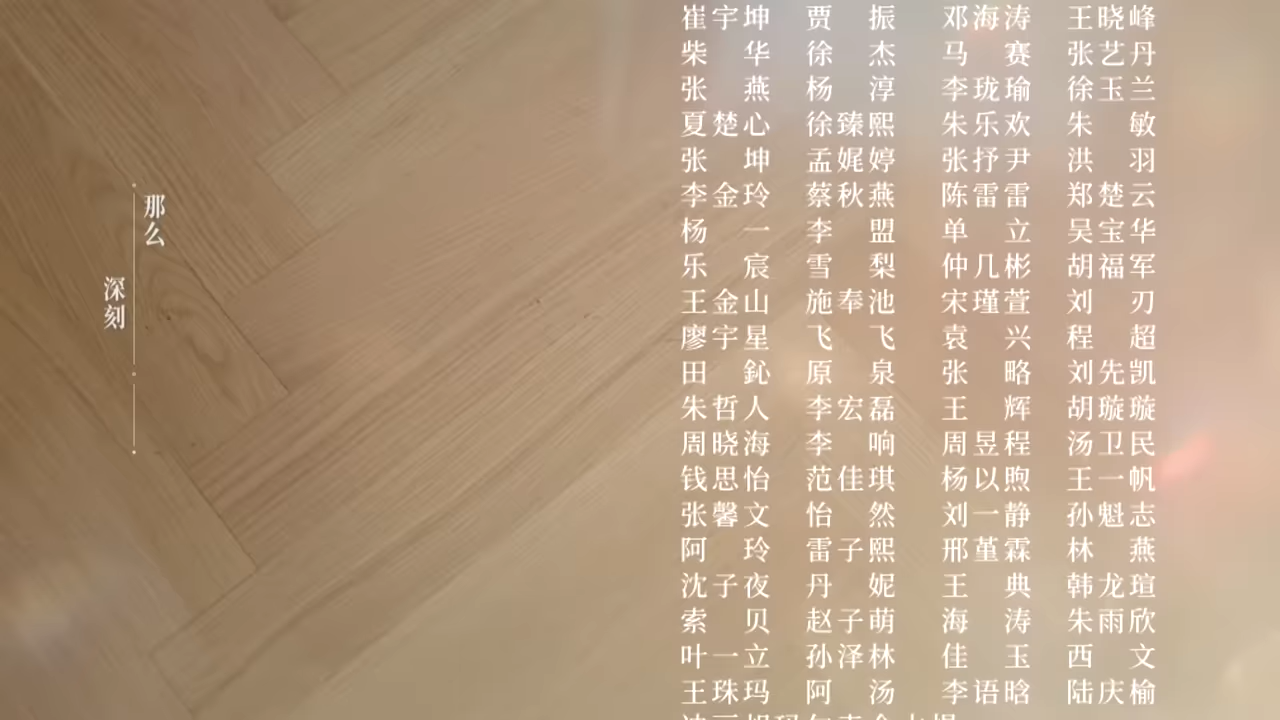 那么
深刻
崔宇坤 贾振 邓海涛 王晓峰
柴华 徐杰 马赛 张艺丹
张燕 杨淳 李珑瑜 徐玉兰
夏楚心 徐臻熙 朱乐欢 朱敏
张坤 孟娓婷 张抒尹 洪羽
李金玲 蔡秋燕 陈雷雷 郑楚云
杨一 李盟 单立 吴宝华
乐宸 雪梨 仲几彬 胡福军
王金山 施奉池 宋瑾萱 刘刃
廖宇星 飞飞 袁兴 程超
田鈊 原泉 张略 刘先凯
朱哲人 李宏磊 王辉 胡璇璇
周晓海 李响 周昱程 汤卫民
钱思怡 范佳琪 杨以煦 王一帆
张馨文 怡然 刘一静 孙魁志
阿玲 雷子熙 邢堇霖 林燕
沈子夜 丹妮 王典 韩龙瑄
索贝 赵子萌 海涛 朱雨欣
叶一立 孙泽林 佳玉 西文
王珠玛 阿汤 李语晗 陆庆榆